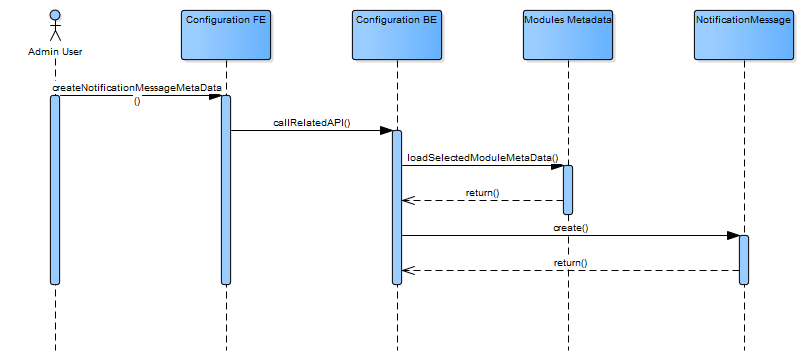 Configuration FE
Configuration BE
Modules Metadata
NotificationMessage
Admin User
createNotificationMessageMetaData
()
callRelatedAPI()
loadSelectedModuleMetaData()
return()
create()
return()